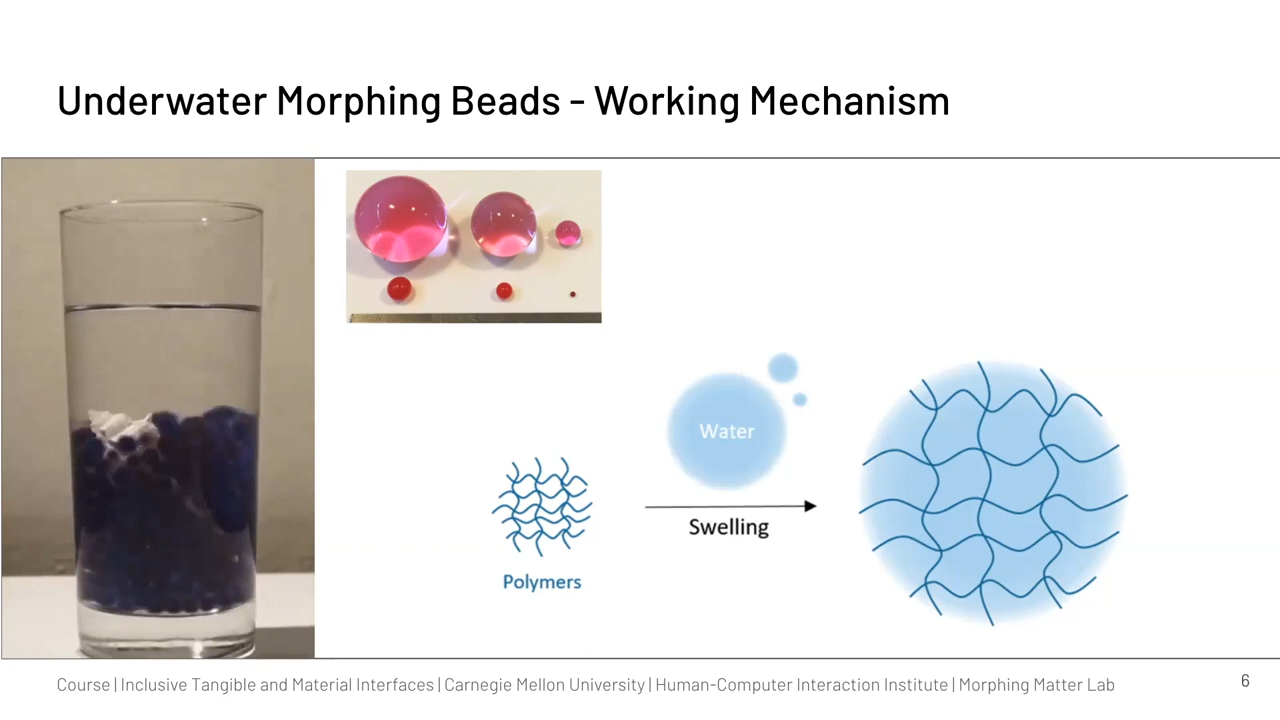 Underwater Morphing Beads - Working Mechanism
Water
Swelling
Polymers
Course | Inclusive Tangible and Material Interfaces | Carnegie Mellon University | Human-Computer Interaction Institute | Morphing Matter Lab
6